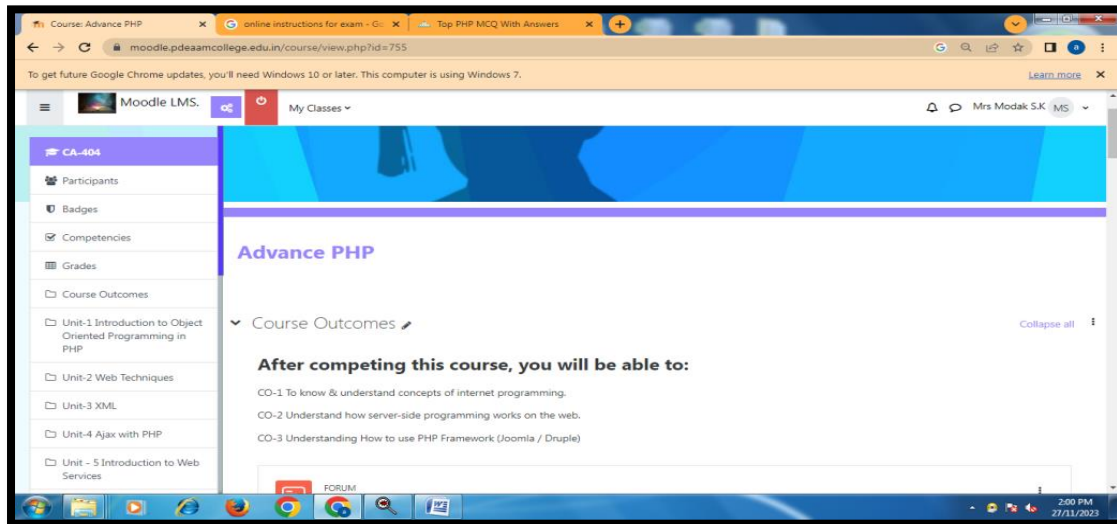 Course: Advance PHP
online instructions for exam - Go
Top PHP MCQ With Answers
moodle.pdeaamcollege.edu.in/course/view.php?id=755
To get future Google Chrome updates, you'll need Windows 10 or later. This computer is using Windows 7.
Learn more
Moodle LMS.
My Classes
Mrs Modak S.K
MS
CA-404
Participants
Badges
Competencies
Grades
Course Outcomes
Unit-1 Introduction to Object
Oriented Programming in
PHP
Unit-2 Web Techniques
Unit-3 XML
Unit-4 Ajax with PHP
Unit – 5 Introduction to Web
Services
Advance PHP
Course Outcomes
Collapse all
After competing this course, you will be able to:
CO-1 To know & understand concepts of internet programming.
CO-2 Understand how server-side programming works on the web.
CO-3 Understanding How to use PHP Framework (Joomla / Druple)
FORUM
2:00 PM
27/11/2023